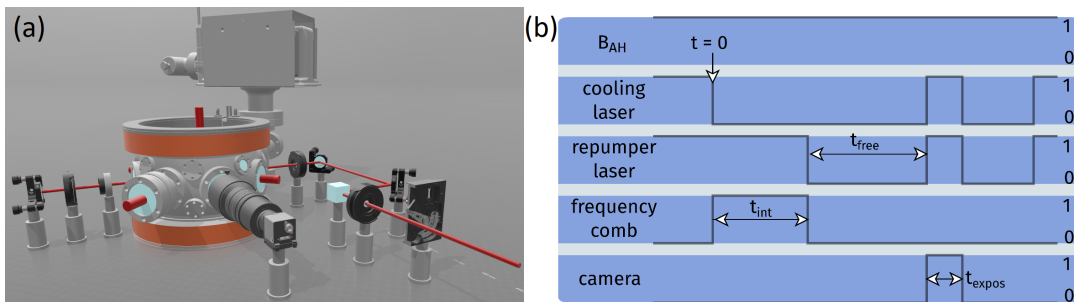 (a)
(b)
B_AH
t = 0
1
0
cooling
laser
1
0
repumper
laser
t_free
1
0
frequency
comb
t_int
1
0
camera
t_expos
1
0